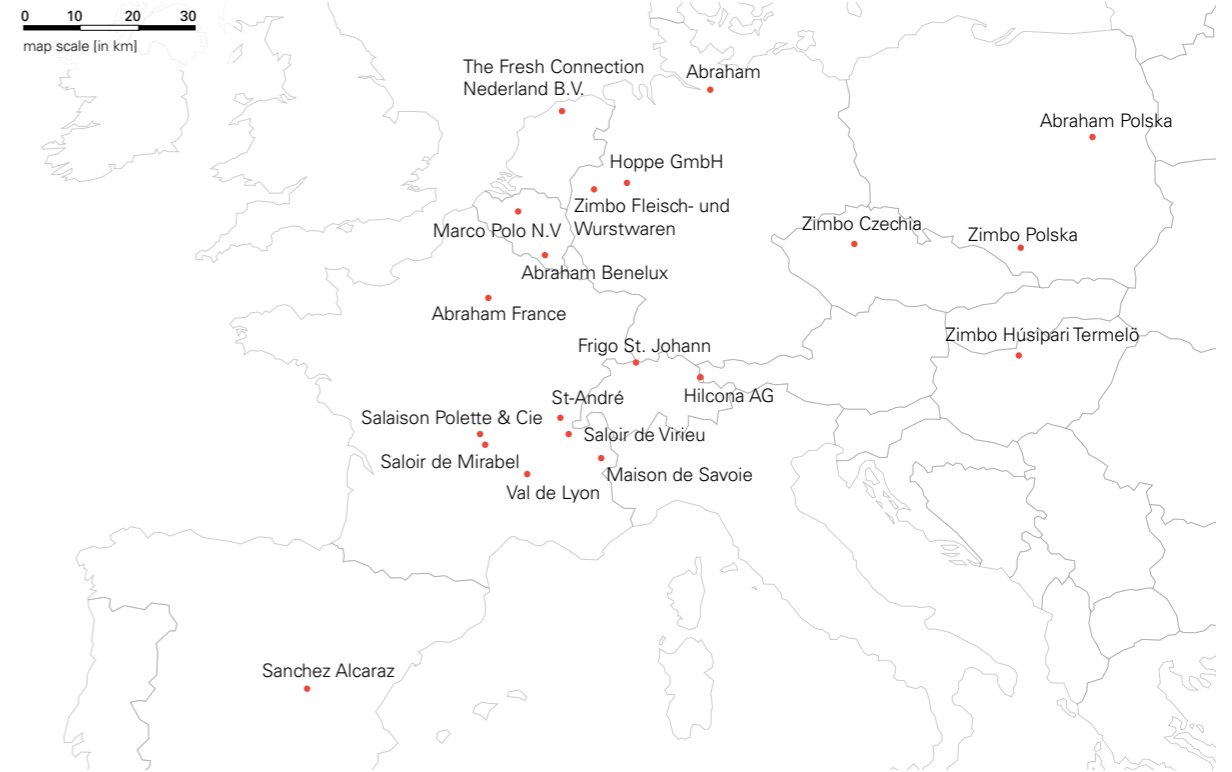 0 10 20 30
map scale [in km]
The Fresh Connection
Nederland B.V.
Abraham
Abraham Polska
Hoppe GmbH
Zimbo Fleisch- und
Wurstwaren
Marco Polo N.V
Zimbo Czechia
Zimbo Polska
Abraham Benelux
Abraham France
Zimbo Húsipari Termelö
Frigo St. Johann
Hilcona AG
St-André
Salaison Polette & Cie
Saloir de Virieu
Saloir de Mirabel
Maison de Savoie
Val de Lyon
Sanchez Alcaraz